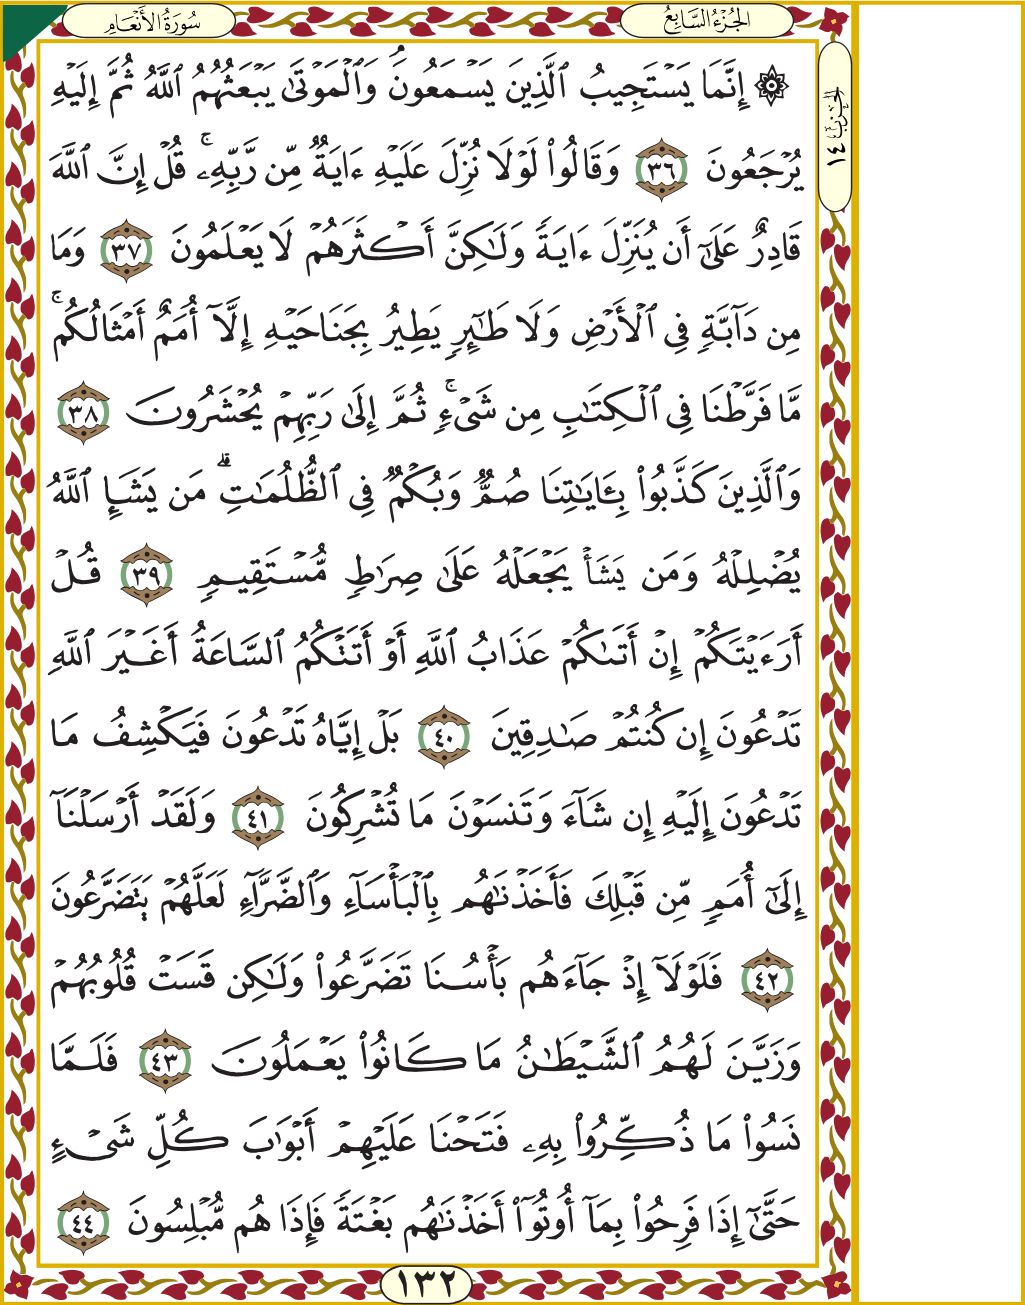 سُورَةُ الأَنْعَامِ
الجُزْءُ السَّابِعُ
الحِزْبُ ١٤
۞ إِنَّمَا يَسْتَجِيبُ ٱلَّذِينَ يَسْمَعُونَۘ وَٱلْمَوْتَىٰ يَبْعَثُهُمُ ٱللَّهُ ثُمَّ إِلَيْهِ
يُرْجَعُونَ ٣٦ وَقَالُوا۟ لَوْلَا نُزِّلَ عَلَيْهِ ءَايَةٌ مِّن رَّبِّهِۦۚ قُلْ إِنَّ ٱللَّهَ
قَادِرٌ عَلَىٰٓ أَن يُنَزِّلَ ءَايَةً وَلَٰكِنَّ أَكْثَرَهُمْ لَا يَعْلَمُونَ ٣٧ وَمَا
مِن دَآبَّةٍ فِى ٱلْأَرْضِ وَلَا طَٰٓئِرٍ يَطِيرُ بِجَنَاحَيْهِ إِلَّآ أُمَمٌ أَمْثَالُكُمۚ
مَّا فَرَّطْنَا فِى ٱلْكِتَٰبِ مِن شَىْءٍۚ ثُمَّ إِلَىٰ رَبِّهِمْ يُحْشَرُونَ ٣٨
وَٱلَّذِينَ كَذَّبُوا۟ بِـَٔايَٰتِنَا صُمٌّ وَبُكْمٌ فِى ٱلظُّلُمَٰتِۗ مَن يَشَإِ ٱللَّهُ
يُضْلِلْهُ وَمَن يَشَأْ يَجْعَلْهُ عَلَىٰ صِرَٰطٍ مُّسْتَقِيمٍ ٣٩ قُلْ
أَرَءَيْتَكُمْ إِنْ أَتَىٰكُمْ عَذَابُ ٱللَّهِ أَوْ أَتَتْكُمُ ٱلسَّاعَةُ أَغَيْرَ ٱللَّهِ
تَدْعُونَ إِن كُنتُمْ صَٰدِقِينَ ٤٠ بَلْ إِيَّاهُ تَدْعُونَ فَيَكْشِفُ مَا
تَدْعُونَ إِلَيْهِ إِن شَآءَ وَتَنسَوْنَ مَا تُشْرِكُونَ ٤١ وَلَقَدْ أَرْسَلْنَآ
إِلَىٰٓ أُمَمٍ مِّن قَبْلِكَ فَأَخَذْنَٰهُم بِٱلْبَأْسَآءِ وَٱلضَّرَّآءِ لَعَلَّهُمْ يَتَضَرَّعُونَ
٤٢ فَلَوْلَآ إِذْ جَآءَهُم بَأْسُنَا تَضَرَّعُوا۟ وَلَٰكِن قَسَتْ قُلُوبُهُمْ
وَزَيَّنَ لَهُمُ ٱلشَّيْطَٰنُ مَا كَانُوا۟ يَعْمَلُونَ ٤٣ فَلَمَّا
نَسُوا۟ مَا ذُكِّرُوا۟ بِهِۦ فَتَحْنَا عَلَيْهِمْ أَبْوَٰبَ كُلِّ شَىْءٍ
حَتَّىٰٓ إِذَا فَرِحُوا۟ بِمَآ أُوتُوٓا۟ أَخَذْنَٰهُم بَغْتَةً فَإِذَا هُم مُّبْلِسُونَ ٤٤
١٣٢